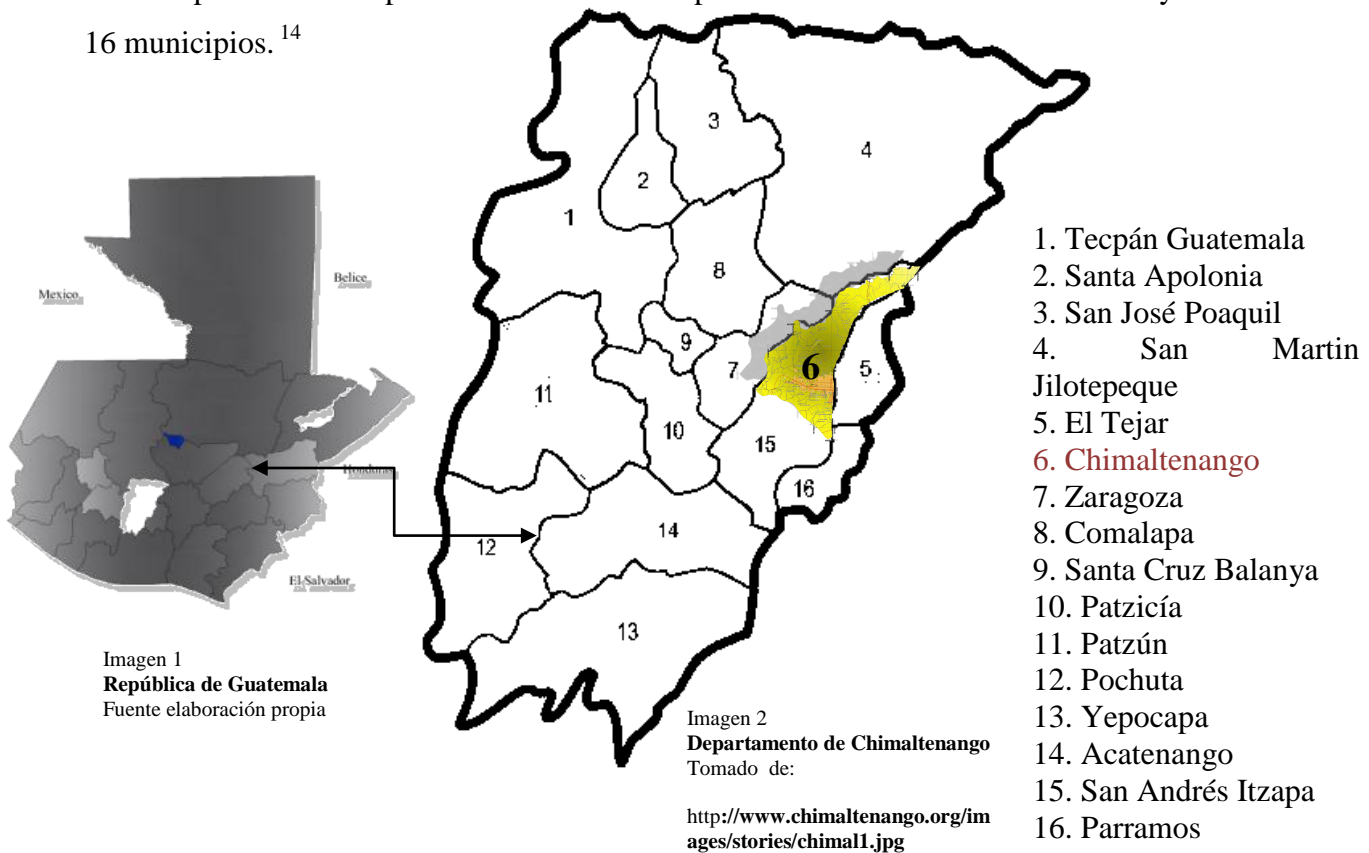 16 municipios. 14
Mexico
Belice
Honduras
El Salvador
Imagen 1
República de Guatemala
Fuente elaboración propia
1
2
3
4
5
6
7
8
9
10
11
12
13
14
15
16
Imagen 2
Departamento de Chimaltenango
Tomado de:
http://www.chimaltenango.org/im
ages/stories/chimal1.jpg
1. Tecpán Guatemala
2. Santa Apolonia
3. San José Poaquil
4. San Martin
Jilotepeque
5. El Tejar
6. Chimaltenango
7. Zaragoza
8. Comalapa
9. Santa Cruz Balanya
10. Patzicía
11. Patzún
12. Pochuta
13. Yepocapa
14. Acatenango
15. San Andrés Itzapa
16. Parramos